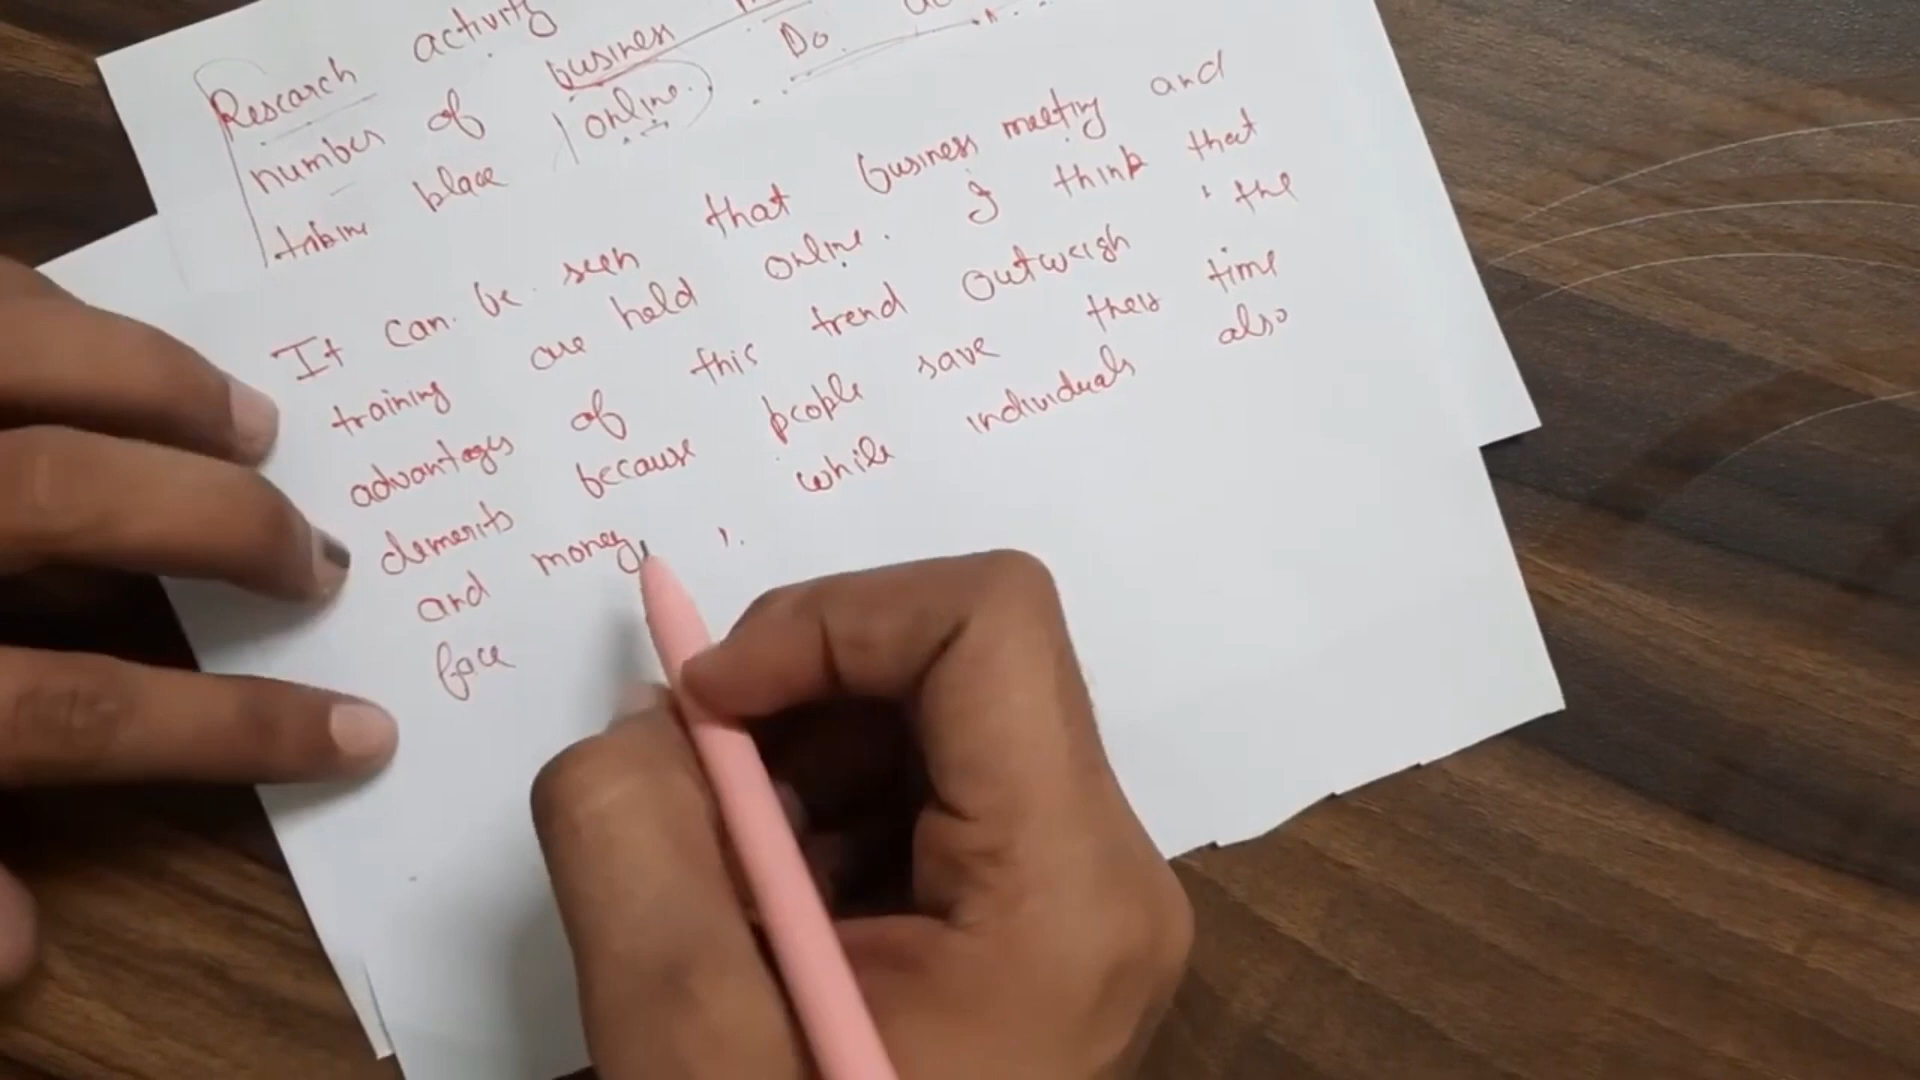 Research activity
number of business
taking place online. Do
It can be seen that business meeting and
training are held online. I think that
advantages of this trend outweigh the
demerits because people save their time
and money, while individuals also
face